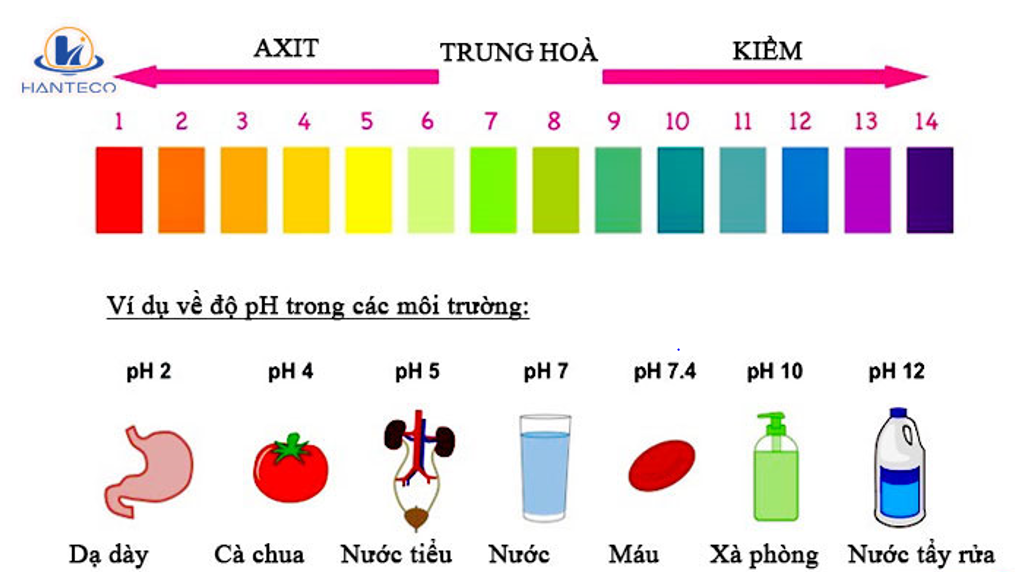 HANTECO
AXIT TRUNG HOÀ KIỀM
1 2 3 4 5 6 7 8 9 10 11 12 13 14
Ví dụ về độ pH trong các môi trường:
pH 2 pH 4 pH 5 pH 7 pH 7.4 pH 10 pH 12
Dạ dày Cà chua Nước tiểu Nước Máu Xà phòng Nước tẩy rửa